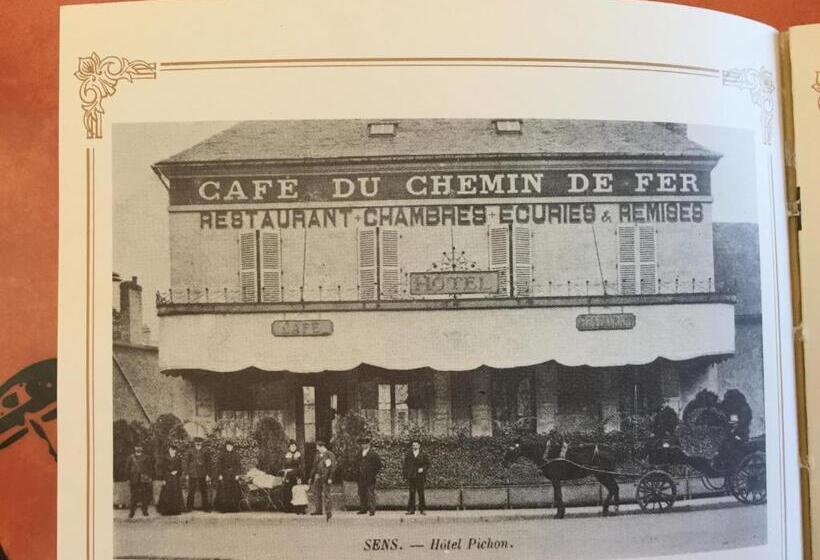 CAFÉ DU CHEMIN DE FER
RESTAURANT + CHAMBRES + ECURIES & REMISES
HOTEL
CAFÉ
RESTAURANT
SENS. — Hôtel Pichon.